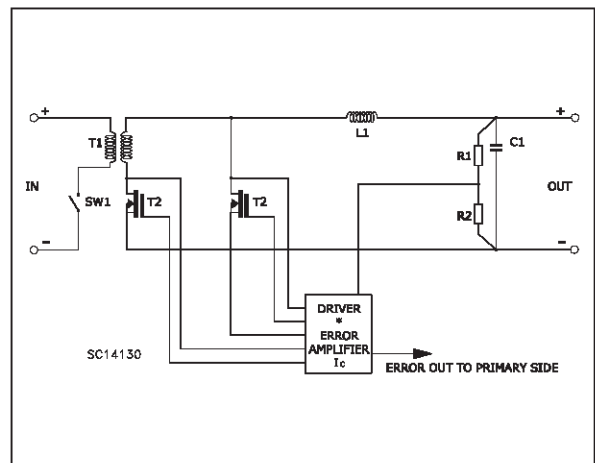 +
+
T1
L1
R1
C1
IN
SW1
T2
T2
OUT
R2
-
-
DRIVER
*
ERROR
AMPLIFIER
Ic
SC14130
ERROR OUT TO PRIMARY SIDE